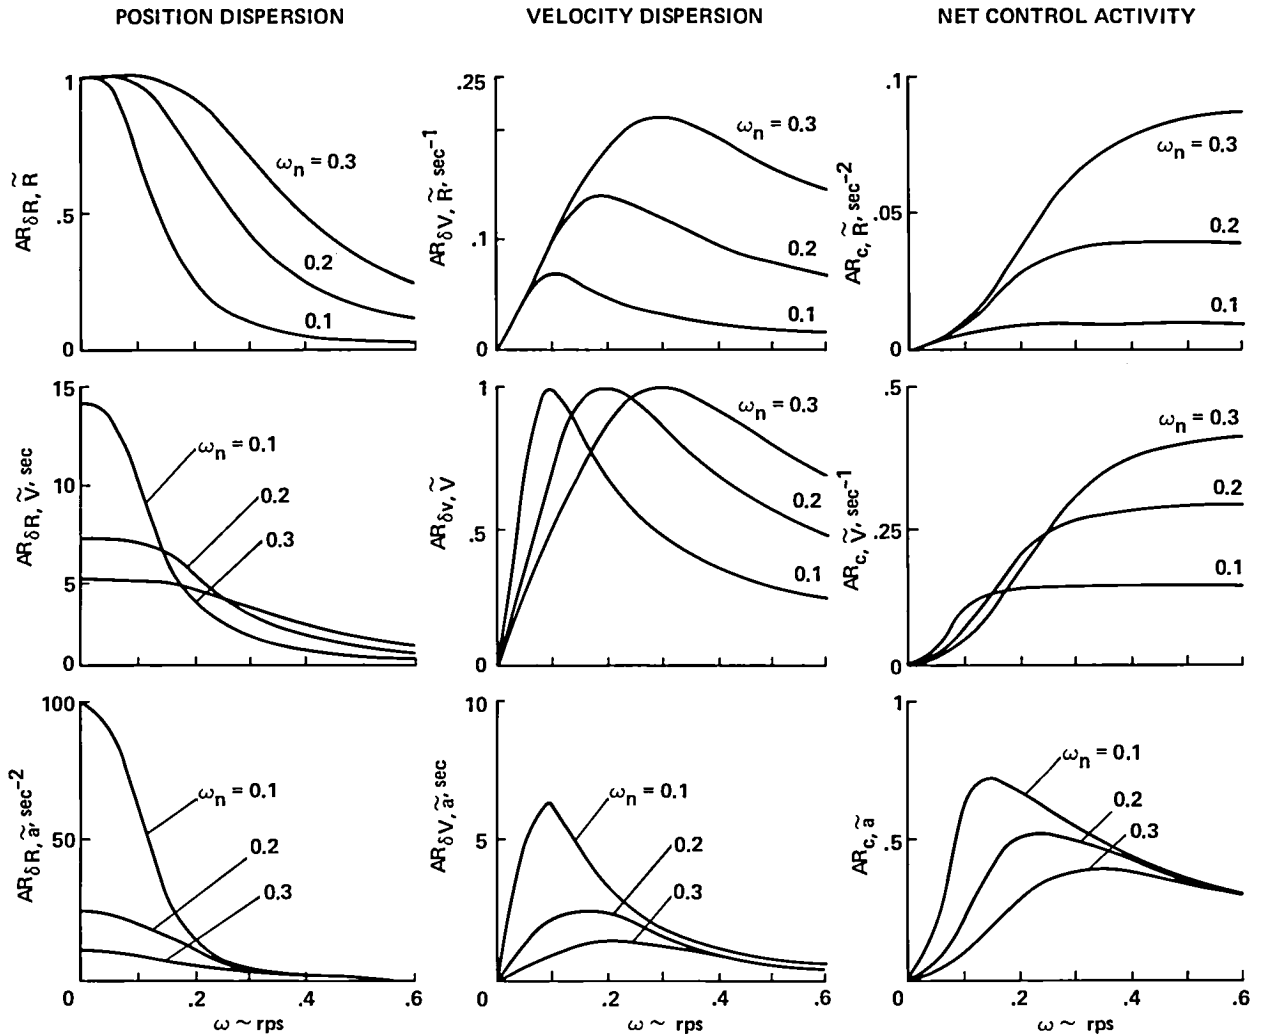 POSITION DISPERSION
VELOCITY DISPERSION
NET CONTROL ACTIVITY
1
.5
0
AR_δR, R̃
ω_n = 0.3
0.2
0.1
.25
.1
0
AR_δV, R̃, sec⁻¹
ω_n = 0.3
0.2
0.1
.1
.05
0
AR_c, R̃, sec⁻²
ω_n = 0.3
0.2
0.1
15
10
5
0
AR_δR, Ṽ, sec
ω_n = 0.1
0.2
0.3
1
.5
0
AR_δv, Ṽ
ω_n = 0.3
0.2
0.1
.5
.25
0
AR_c, Ṽ, sec⁻¹
ω_n = 0.3
0.2
0.1
100
50
AR_δR, ã, sec⁻²
ω_n = 0.1
0.2
0.3
0 .2 .4 .6
ω ~ rps
10
5
AR_δV, ã, sec
ω_n = 0.1
0.2
0.3
0 .2 .4 .6
ω ~ rps
1
.5
AR_c, ã
ω_n = 0.1
0.2
0.3
0 .2 .4 .6
ω ~ rps